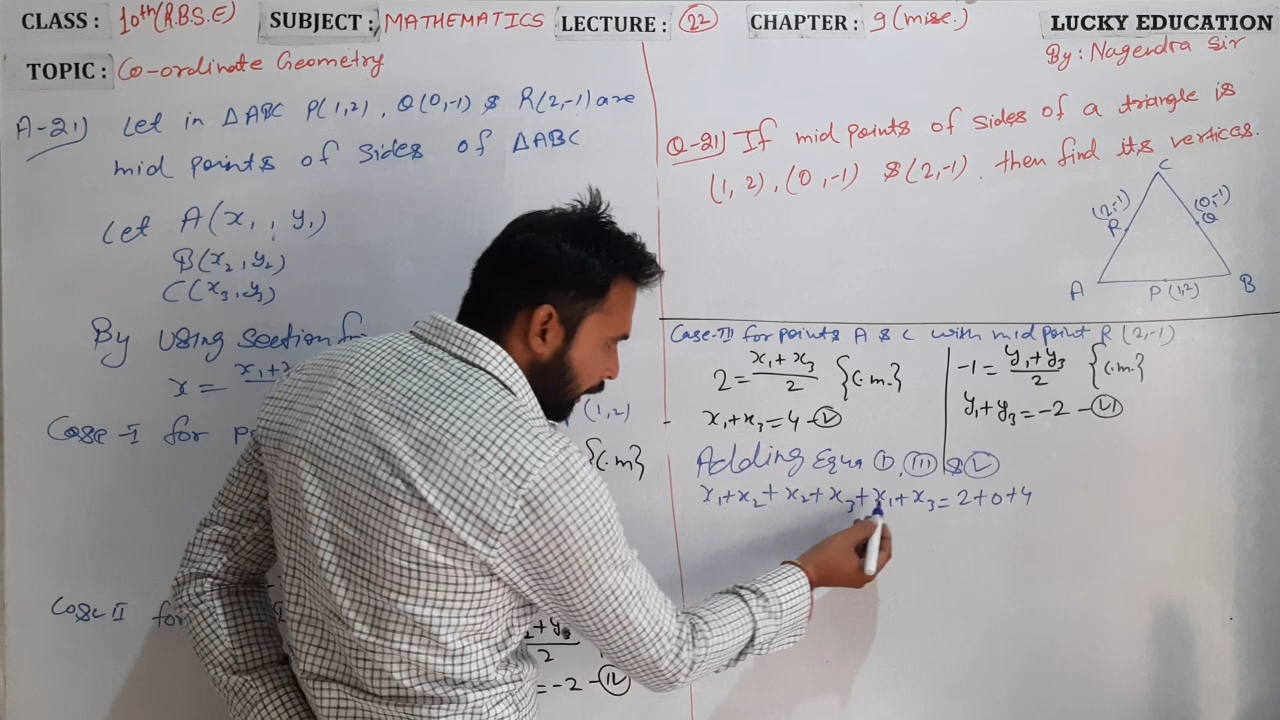 CLASS : 10th(R.B.S.E) SUBJECT : MATHEMATICS LECTURE : 22 CHAPTER : 9 (mise.) LUCKY EDUCATION
By : Nagendra Sir
TOPIC : Co-ordinate Geometry
A-21) Let in △ABC P(1,2), Q(0,-1) & R(2,-1) are
mid points of sides of △ABC
Let A(x₁, y₁)
B(x₂, y₂)
C(x₃, y₃)
By using section
x = x₁+x
Case-I for
(1,2)
{c.m}
Case II for
₂+y₃
2
=-2 -(IV)
Q-21) If mid points of sides of a triangle is
(1, 2), (0, -1) & (2,-1). then find its vertices.
C
(2,-1) (0,-1)
R Q
A P (1,2) B
Case-III for points A & C with mid point R (2,-1)
2 = x₁+x₃/2 {c.m.} -1 = y₁+y₃/2 {c.m.}
x₁+x₃ = 4 -(V) y₁+y₃ = -2 -(VI)
Adding Equn (I), (III) & (V)
x₁+x₂+x₂+x₃+x₁+x₃ = 2+0+4